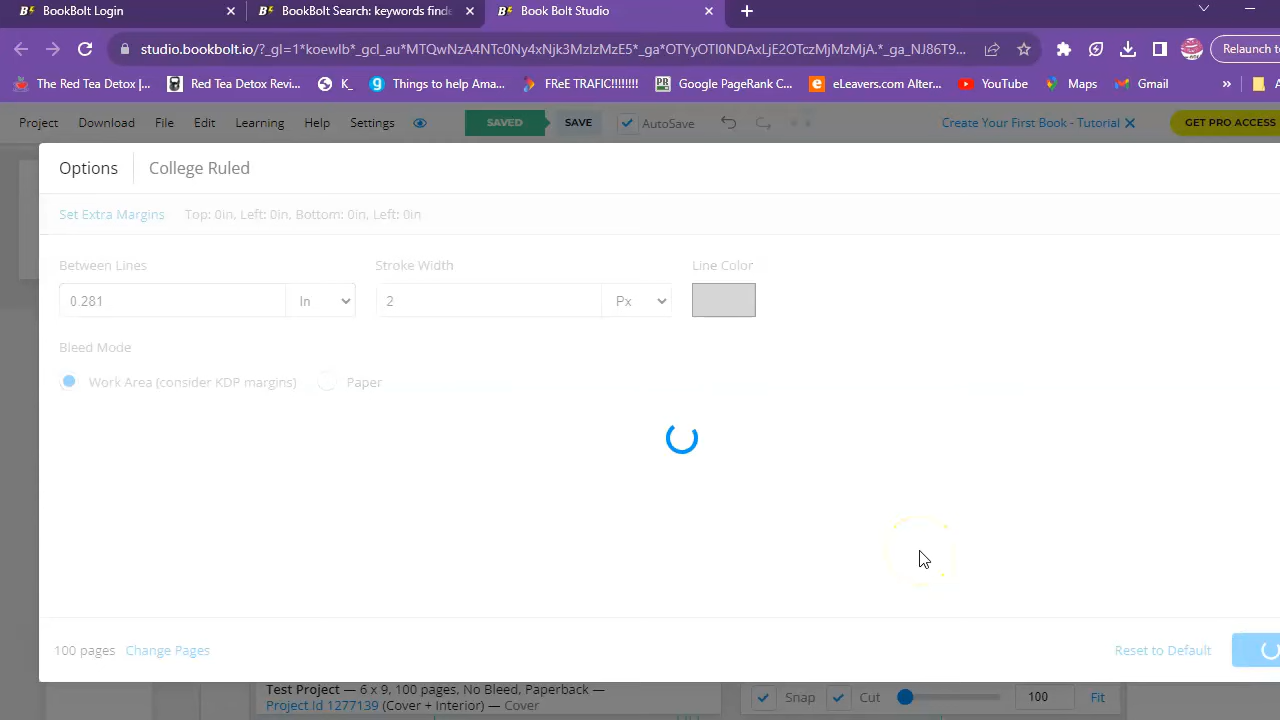 BookBolt Login
BookBolt Search: keywords finde
Book Bolt Studio
studio.bookbolt.io/?_gl=1*koewlb*_gcl_au*MTQwNzA4NTc0Ny4xNjk3MzIzMzE5*_ga*OTYyOTI0NDAxLjE2OTczMjMzMjA.*_ga_NJ86T9...
Relaunch to
The Red Tea Detox |...
Red Tea Detox Revi...
K_
Things to help Ama...
FReE TRAFIC!!!!!!!!
Google PageRank C...
eLeavers.com Alter...
YouTube
Maps
Gmail
»
Project Download File Edit Learning Help Settings
SAVED
SAVE
AutoSave
Create Your First Book - Tutorial
GET PRO ACCESS
Options
College Ruled
Set Extra Margins Top: 0in, Left: 0in, Bottom: 0in, Left: 0in
Between Lines
Stroke Width
Line Color
0.281
In
2
Px
Bleed Mode
Work Area (consider KDP margins)
Paper
100 pages Change Pages
Reset to Default
Test Project — 6 x 9, 100 pages, No Bleed, Paperback —
Project Id 1277139 (Cover + Interior) — Cover
Snap
Cut
100
Fit